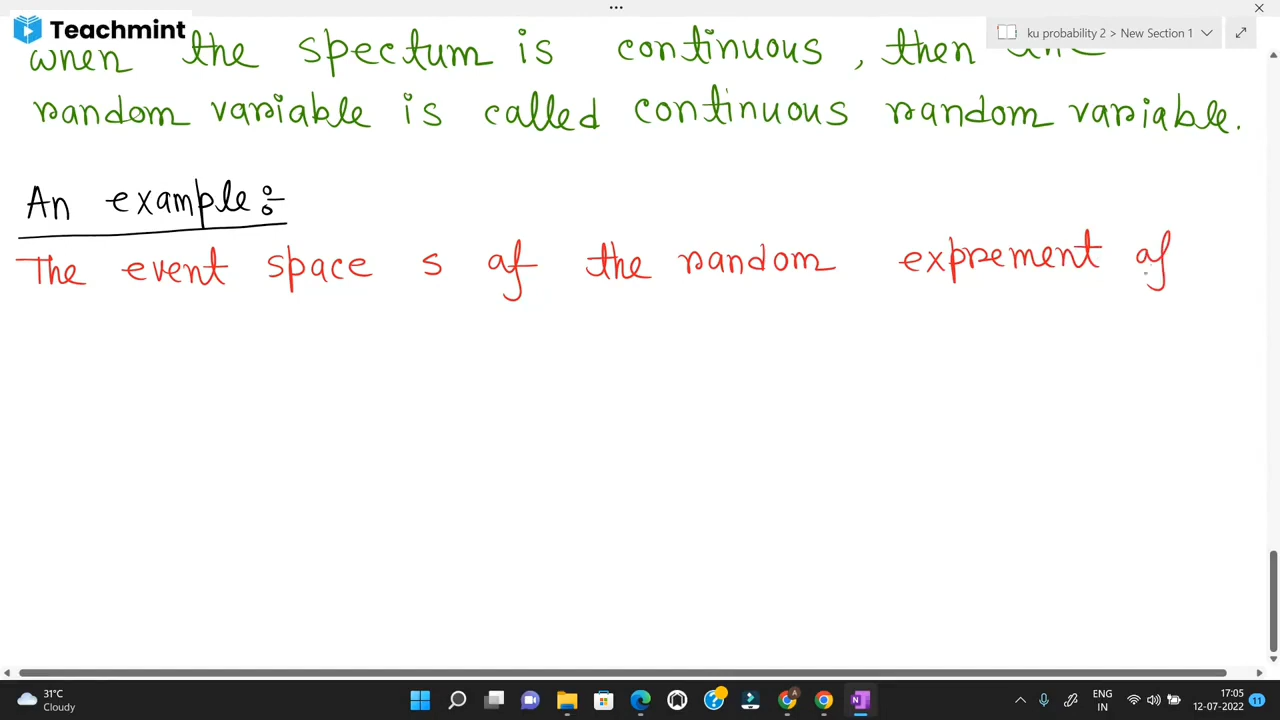 Teachmint
ku probability 2 > New Section 1
when the spectum is continuous, then the
random variable is called continuous random variable.
An example:-
The event space s of the random exprement of
31°C
Cloudy
ENG
IN
17:05
12-07-2022
11